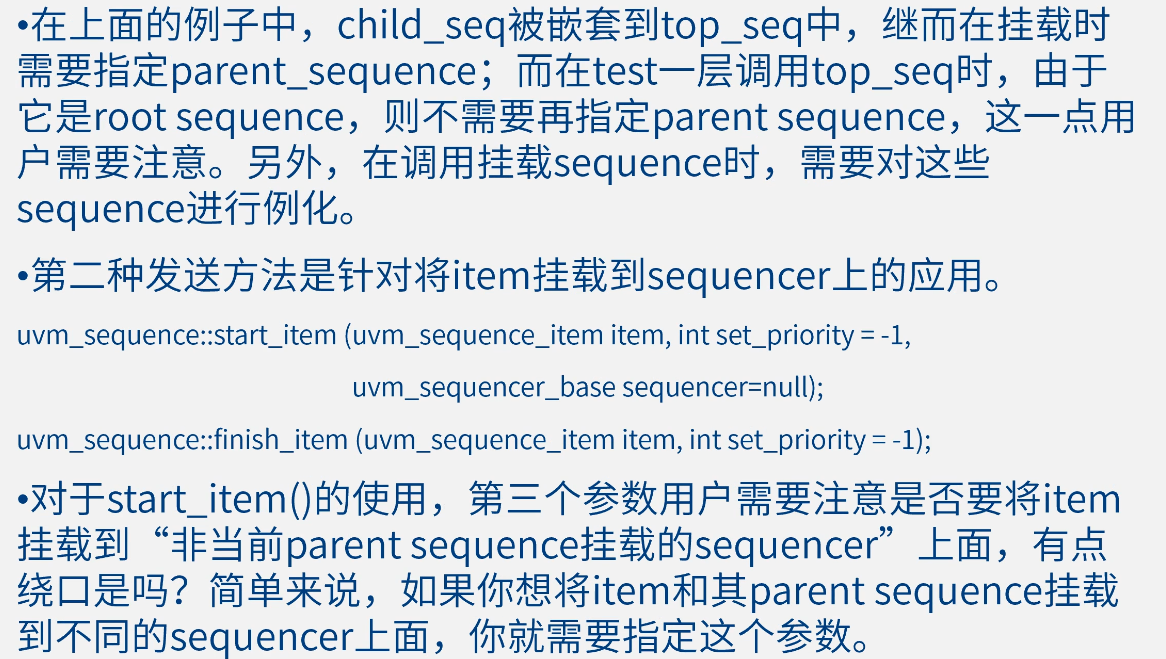 •在上面的例子中，child_seq被嵌套到top_seq中，继而在挂载时
需要指定parent_sequence；而在test一层调用top_seq时，由于
它是root sequence，则不需要再指定parent sequence，这一点用
户需要注意。另外，在调用挂载sequence时，需要对这些
sequence进行例化。
•第二种发送方法是针对将item挂载到sequencer上的应用。
uvm_sequence::start_item (uvm_sequence_item item, int set_priority = -1,
uvm_sequencer_base sequencer=null);
uvm_sequence::finish_item (uvm_sequence_item item, int set_priority = -1);
•对于start_item()的使用，第三个参数用户需要注意是否要将item
挂载到“非当前parent sequence挂载的sequencer”上面，有点
绕口是吗？简单来说，如果你想将item和其parent sequence挂载
到不同的sequencer上面，你就需要指定这个参数。